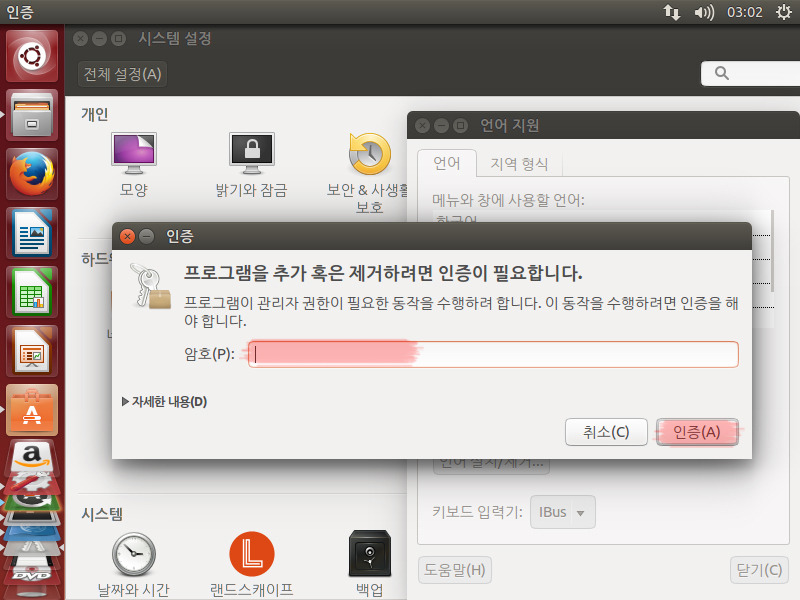 인증
03:02
시스템 설정
전체 설정(A)
개인
모양
밝기와 잠금
보안 & 사생활
보호
언어 지원
언어
지역 형식
메뉴와 창에 사용할 언어:
한국어
하드
인증
프로그램을 추가 혹은 제거하려면 인증이 필요합니다.
프로그램이 관리자 권한이 필요한 동작을 수행하려 합니다. 이 동작을 수행하려면 인증을 해
야 합니다.
암호(P):
자세한 내용(D)
취소(C)
인증(A)
언어 설치/제거...
키보드 입력기:
IBus
시스템
날짜와 시간
랜드스케이프
백업
도움말(H)
닫기(C)